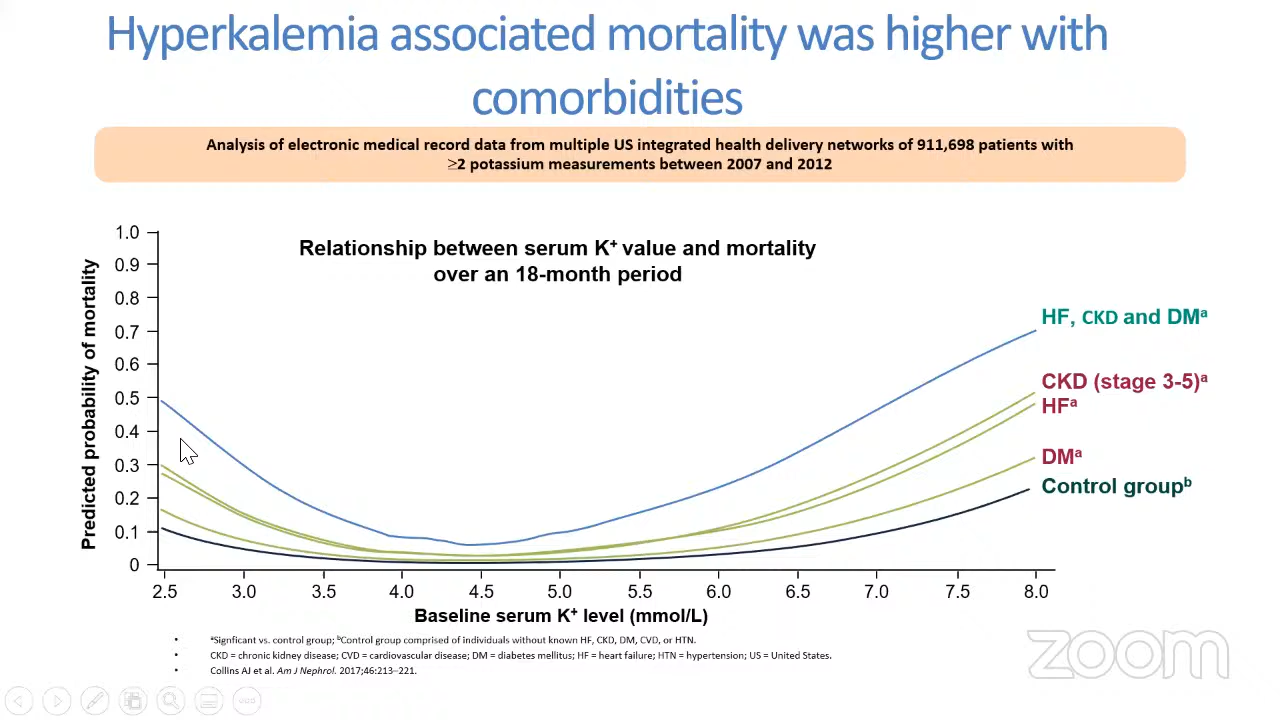 Hyperkalemia associated mortality was higher with
comorbidities
Analysis of electronic medical record data from multiple US integrated health delivery networks of 911,698 patients with
≥2 potassium measurements between 2007 and 2012
Relationship between serum K⁺ value and mortality
over an 18-month period
Predicted probability of mortality
1.0
0.9
0.8
0.7
0.6
0.5
0.4
0.3
0.2
0.1
0
HF, CKD and DMᵃ
CKD (stage 3-5)ᵃ
HFᵃ
DMᵃ
Control groupᵇ
2.5 3.0 3.5 4.0 4.5 5.0 5.5 6.0 6.5 7.0 7.5 8.0
Baseline serum K⁺ level (mmol/L)
• ᵃSignficant vs. control group; ᵇControl group comprised of individuals without known HF, CKD, DM, CVD, or HTN.
• CKD = chronic kidney disease; CVD = cardiovascular disease; DM = diabetes mellitus; HF = heart failure; HTN = hypertension; US = United States.
• Collins AJ et al. Am J Nephrol. 2017;46:213–221.
zoom